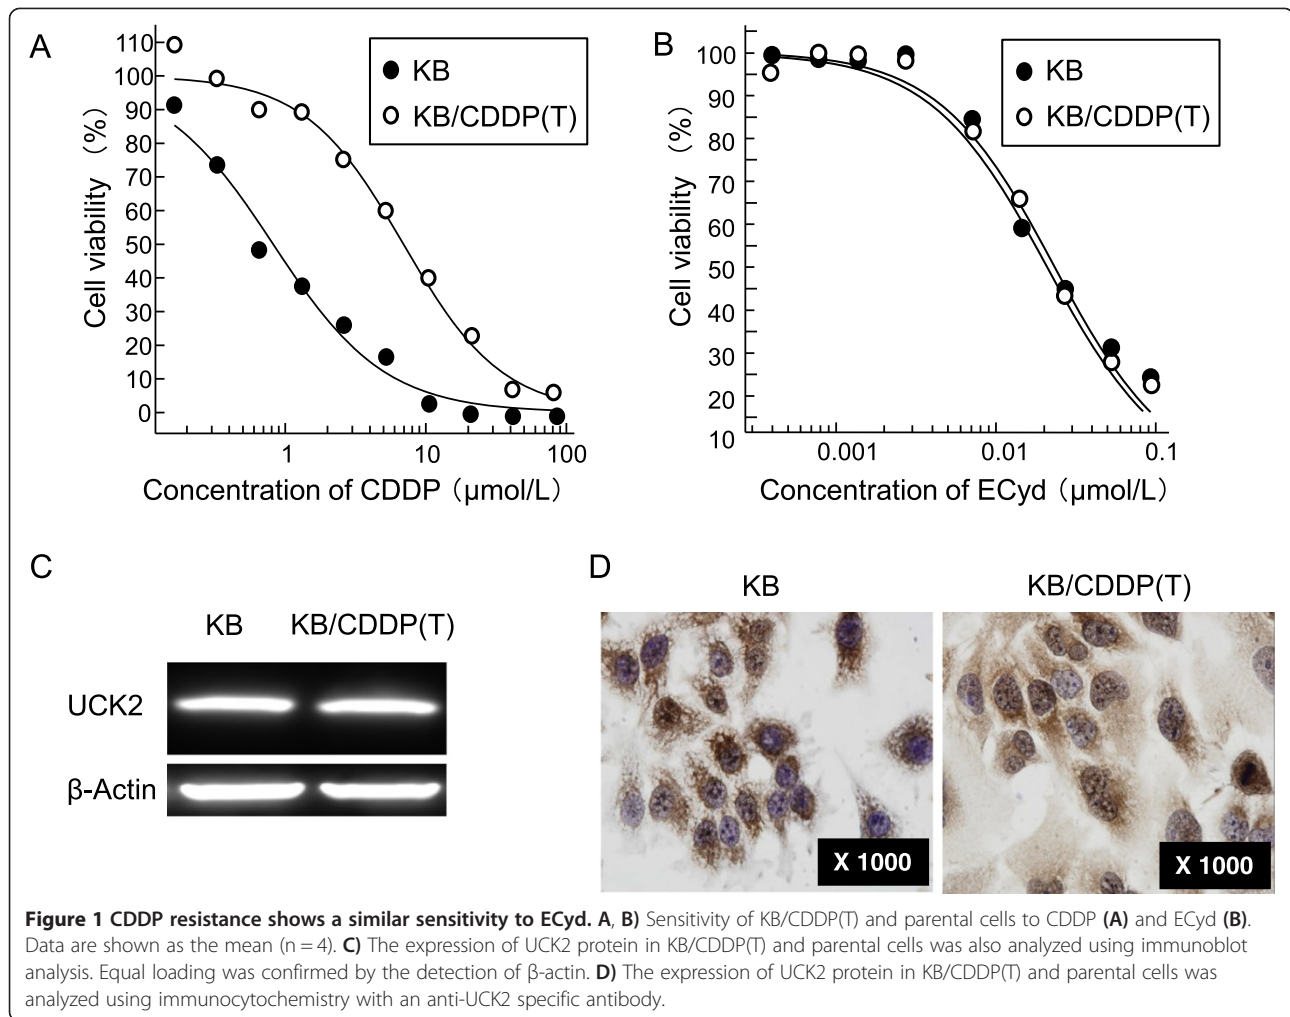 A
110
100
90
80
70
60
50
40
30
20
10
0
Cell viability (%)
KB
KB/CDDP(T)
1
10
100
Concentration of CDDP (μmol/L)
B
100
90
80
70
60
50
40
30
20
10
Cell viability (%)
KB
KB/CDDP(T)
0.001
0.01
0.1
Concentration of ECyd (μmol/L)
C
KB
KB/CDDP(T)
UCK2
β-Actin
D
KB
KB/CDDP(T)
X 1000
X 1000
Figure 1 CDDP resistance shows a similar sensitivity to ECyd. A, B) Sensitivity of KB/CDDP(T) and parental cells to CDDP (A) and ECyd (B).
Data are shown as the mean (n = 4). C) The expression of UCK2 protein in KB/CDDP(T) and parental cells was also analyzed using immunoblot
analysis. Equal loading was confirmed by the detection of β-actin. D) The expression of UCK2 protein in KB/CDDP(T) and parental cells was
analyzed using immunocytochemistry with an anti-UCK2 specific antibody.